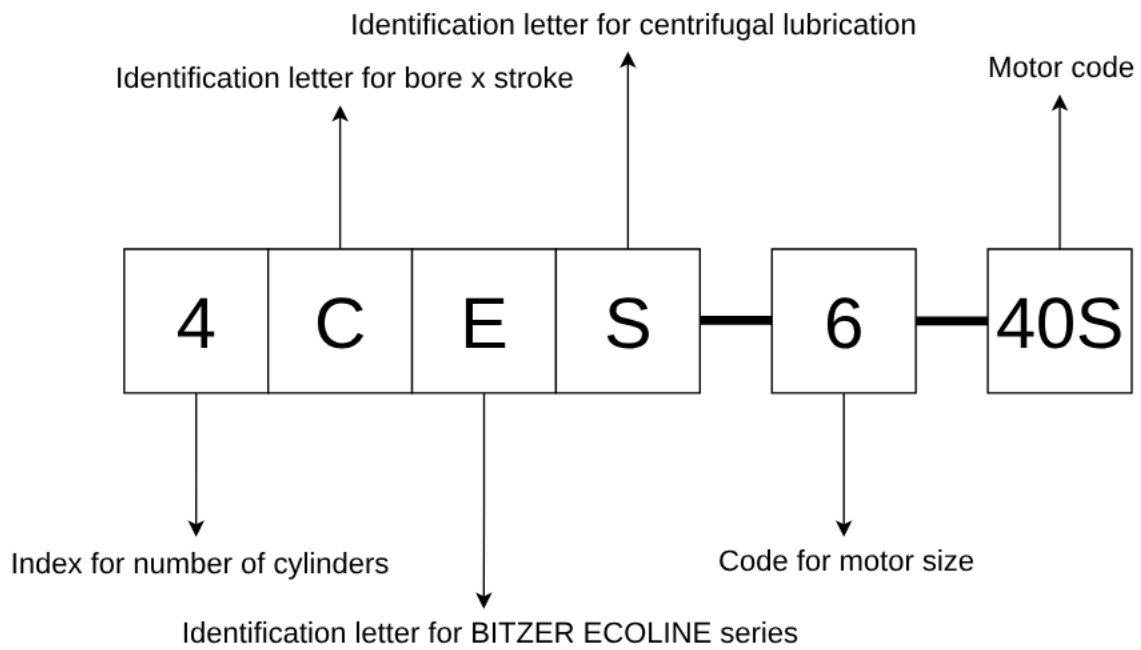 Identification letter for centrifugal lubrication
Identification letter for bore x stroke
Motor code
4 C E S 6 40S
Index for number of cylinders
Code for motor size
Identification letter for BITZER ECOLINE series